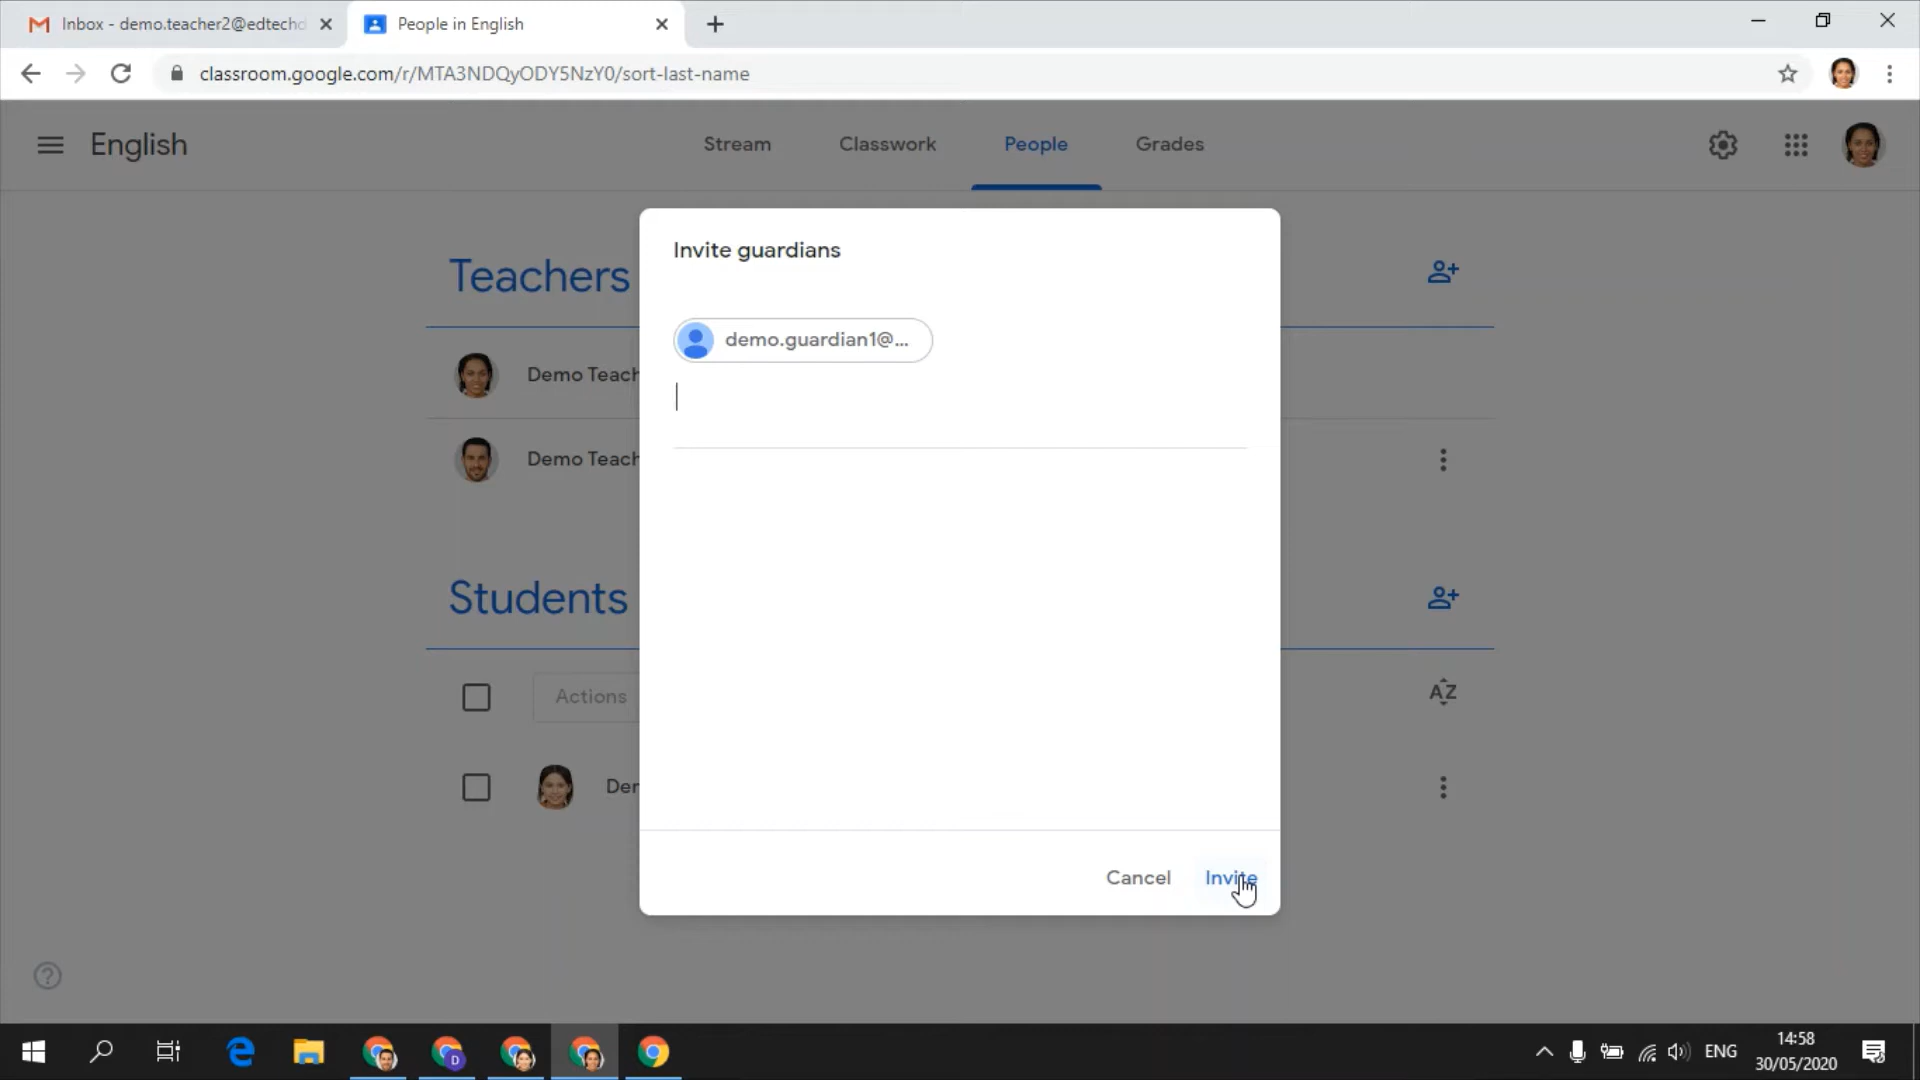 Inbox - demo.teacher2@edtechd
People in English
classroom.google.com/r/MTA3NDQyODY5NzY0/sort-last-name
English
Stream
Classwork
People
Grades
Invite guardians
demo.guardian1@...
Teachers
Demo Teach
Demo Teach
Students
Actions
AZ
Der
Cancel
Invite
D
ENG
14:58
30/05/2020